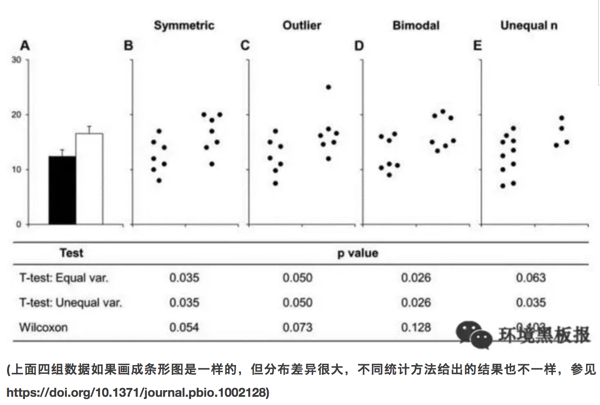 Symmetric Outlier Bimodal Unequal n
A B C D E
30
20
10
0
Test p value
T-test: Equal var. 0.035 0.050 0.026 0.063
T-test: Unequal var. 0.035 0.050 0.026 0.035
Wilcoxon 0.054 0.073 0.128
环境黑板报
(上面四组数据如果画成条形图是一样的，但分布差异很大，不同统计方法给出的结果也不一样，参见
https://doi.org/10.1371/journal.pbio.1002128)